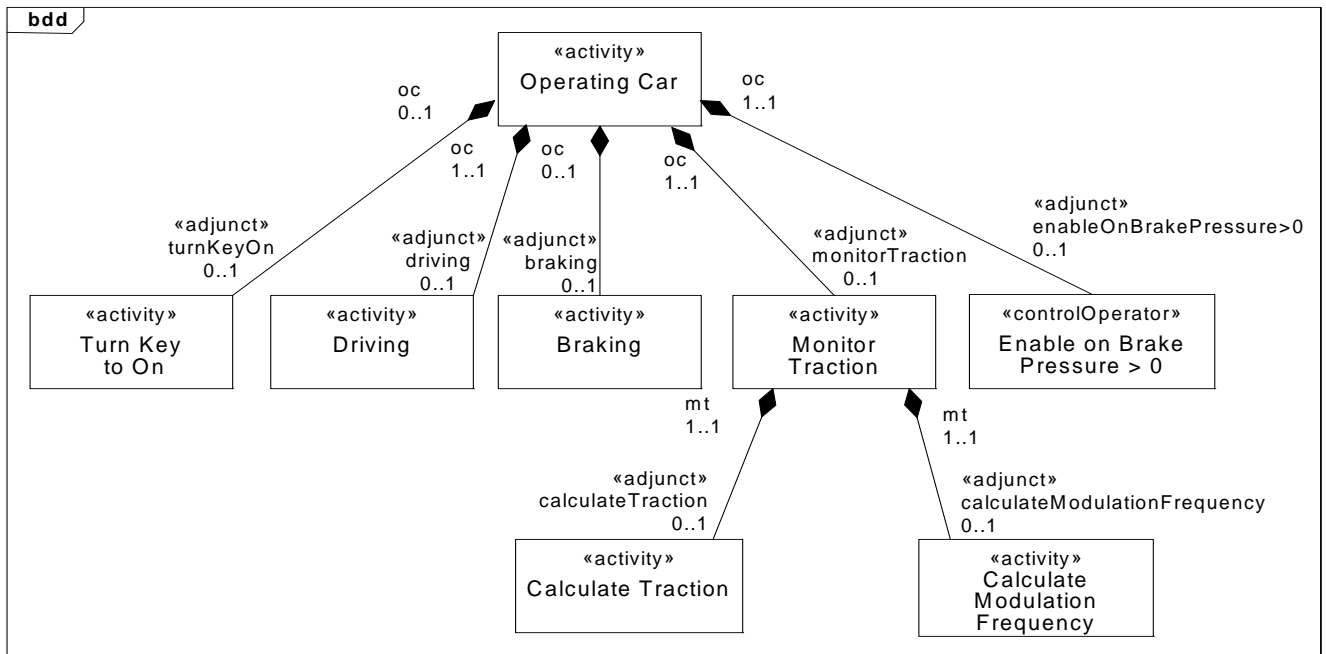 bdd
«activity»
Operating Car
oc
0..1
oc
1..1
oc
0..1
oc
1..1
oc
1..1
«adjunct»
turnKeyOn
0..1
«adjunct»
driving
0..1
«adjunct»
braking
0..1
«adjunct»
monitorTraction
0..1
«adjunct»
enableOnBrakePressure>0
0..1
«activity»
Turn Key
to On
«activity»
Driving
«activity»
Braking
«activity»
Monitor
Traction
«controlOperator»
Enable on Brake
Pressure > 0
mt
1..1
mt
1..1
«adjunct»
calculateTraction
0..1
«adjunct»
calculateModulationFrequency
0..1
«activity»
Calculate Traction
«activity»
Calculate
Modulation
Frequency